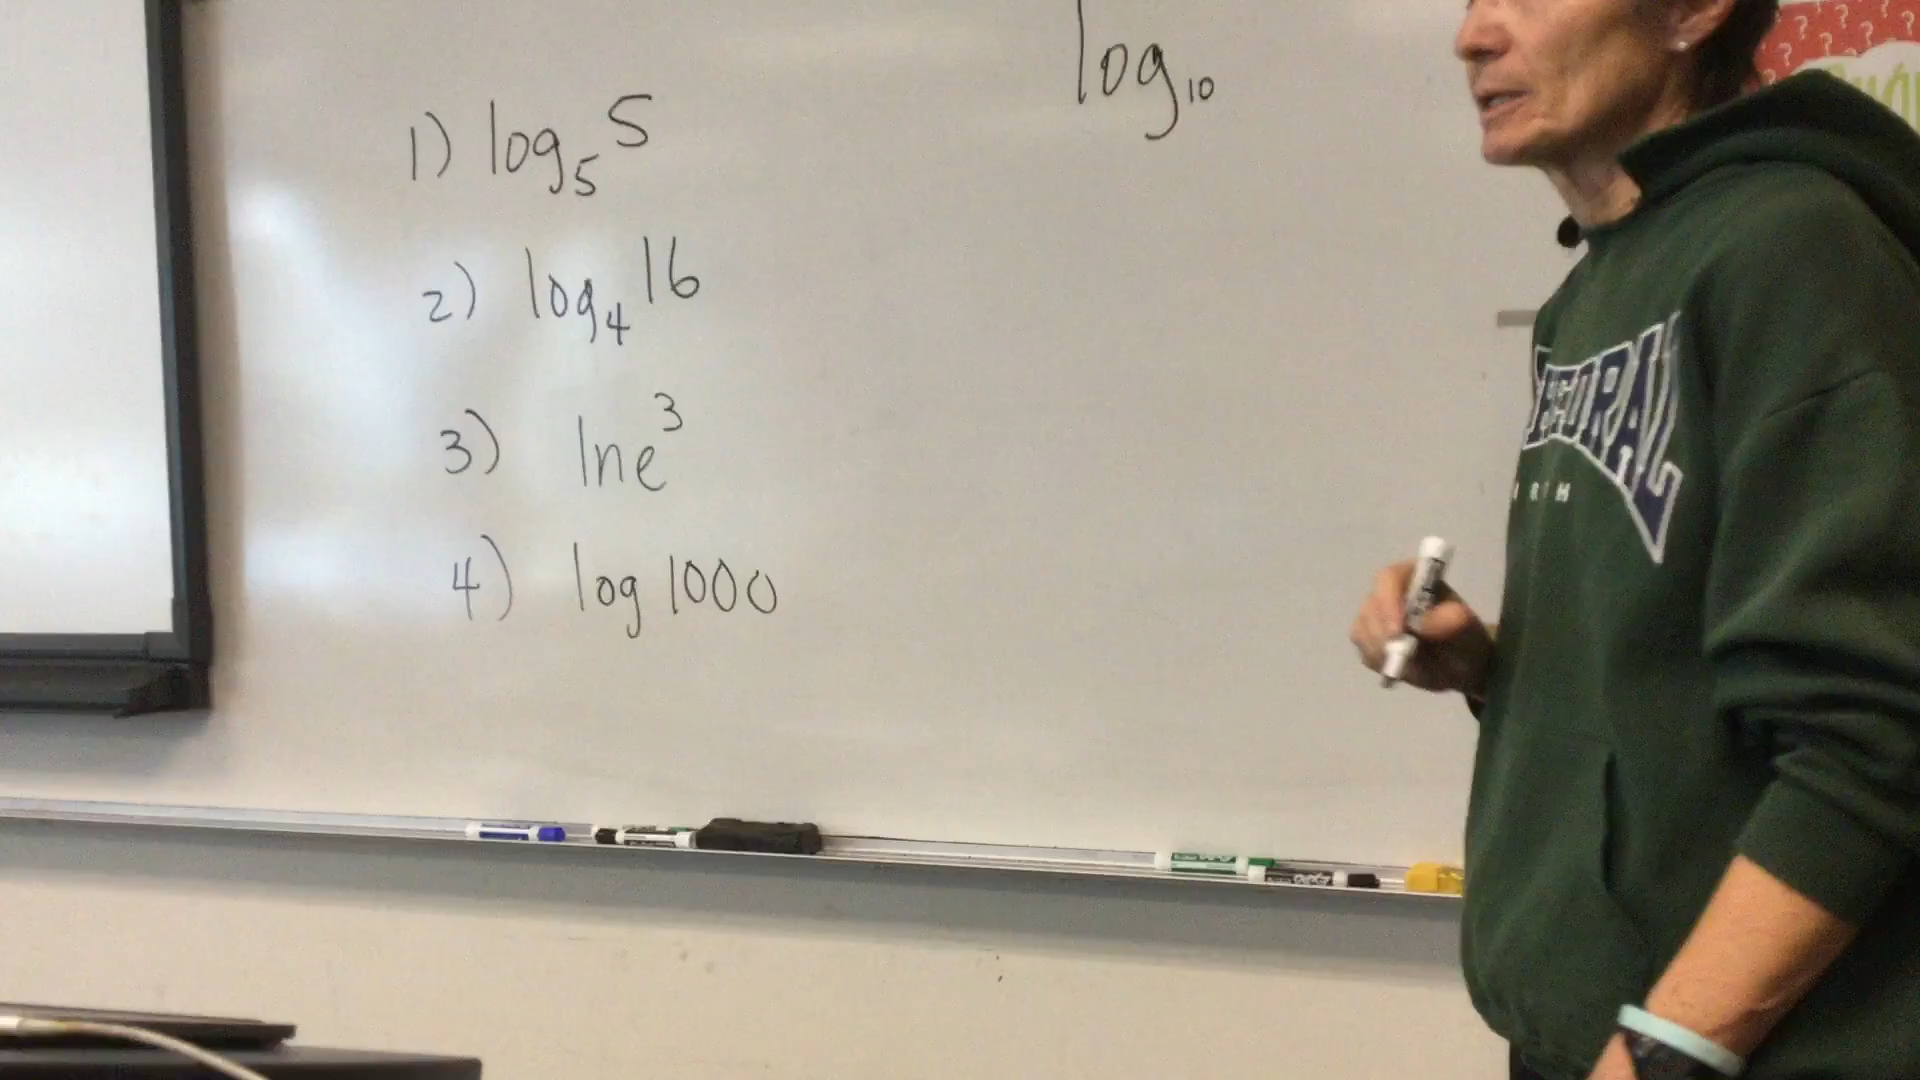 log₁₀
1) log₅ 5
2) log₄ 16
3) ln e³
4) log 1000